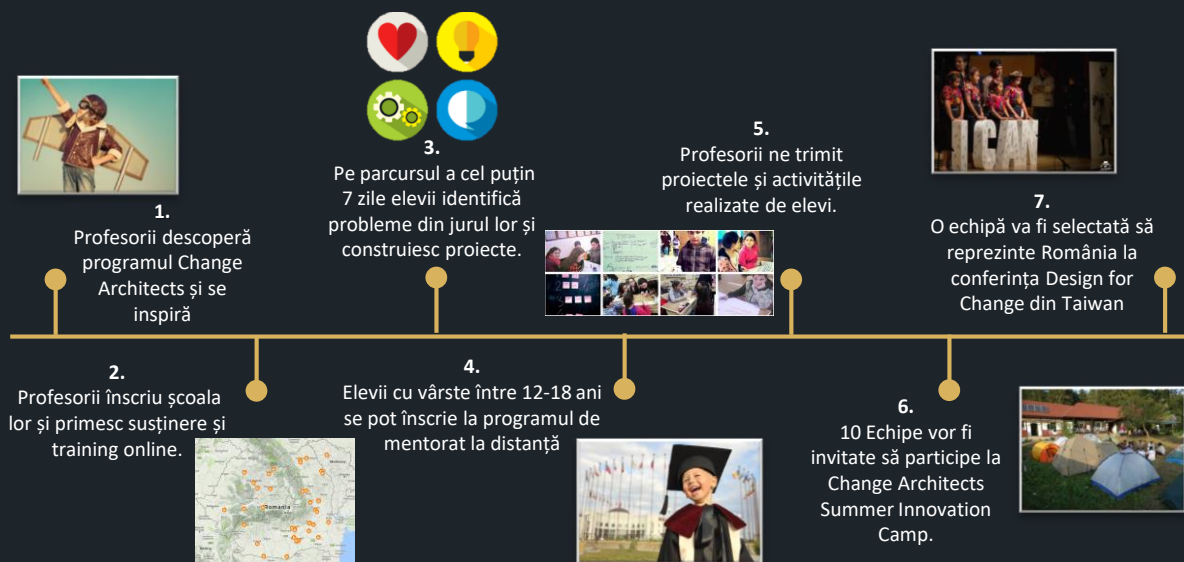 1.
Profesorii descoperă
programul Change
Architects și se
inspiră
2.
Profesorii înscriu școala
lor și primesc susținere și
training online.
Romania
3.
Pe parcursul a cel puțin
7 zile elevii identifică
probleme din jurul lor și
construiesc proiecte.
4.
Elevii cu vârste între 12-18 ani
se pot înscrie la programul de
mentorat la distanță
5.
Profesorii ne trimit
proiectele și activitățile
realizate de elevi.
6.
10 Echipe vor fi
invitate să participe la
Change Architects
Summer Innovation
Camp.
I CAN
7.
O echipă va fi selectată să
reprezinte România la
conferința Design for
Change din Taiwan